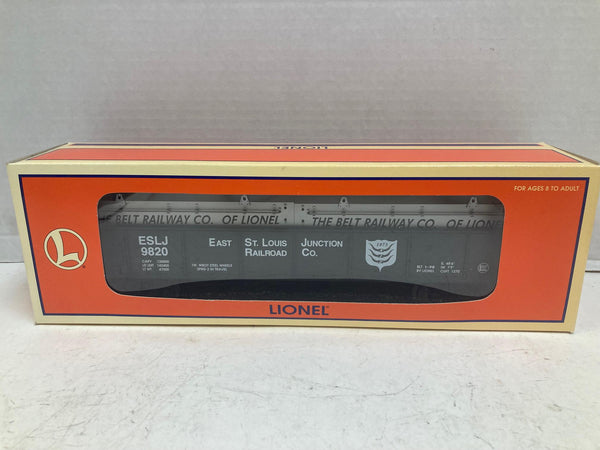 LIONEL
FOR AGES 8 TO ADULT
THE BELT RAILWAY CO. OF LIONEL THE BELT RAILWAY CO. OF LIONEL
L
ESLJ
9820
EAST ST. LOUIS JUNCTION
RAILROAD CO.
LIONEL